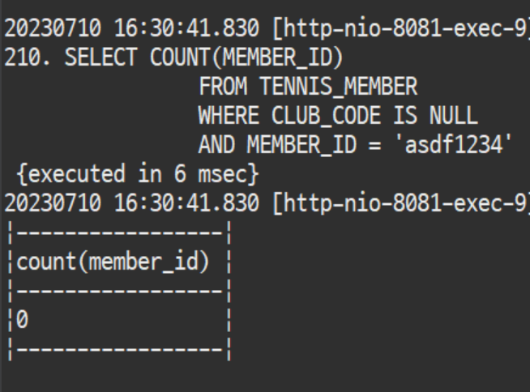 20230710 16:30:41.830 [http-nio-8081-exec-9]
210. SELECT COUNT(MEMBER_ID)
FROM TENNIS_MEMBER
WHERE CLUB_CODE IS NULL
AND MEMBER_ID = 'asdf1234'
{executed in 6 msec}
20230710 16:30:41.830 [http-nio-8081-exec-9]
|-----------------|
|count(member_id) |
|-----------------|
|0                |
|-----------------|